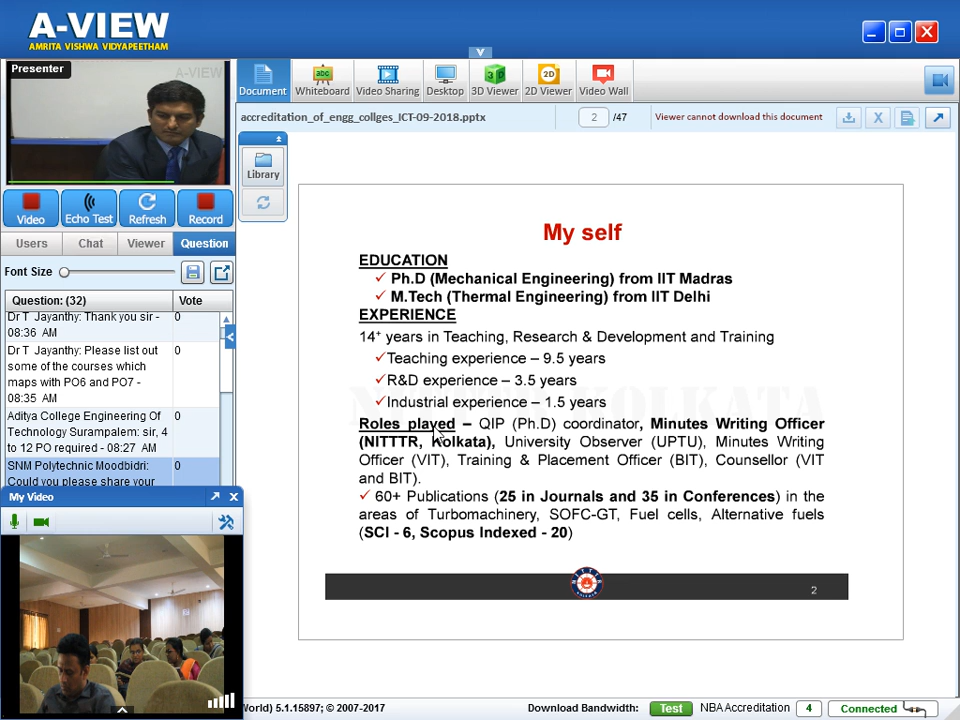 A-VIEW
AMRITA VISHWA VIDYAPEETHAM
Presenter
A-VIEW
Document
Whiteboard
Video Sharing
Desktop
3D Viewer
2D Viewer
Video Wall
accreditation_of_engg_collges_ICT-09-2018.pptx
2 /47
Viewer cannot download this document
Library
Video
Echo Test
Refresh
Record
Users
Chat
Viewer
Question
Font Size
Question: (32) Vote
Dr T Jayanthy: Thank you sir - 0
08:36 AM
Dr T Jayanthy: Please list out 0
some of the courses which
maps with PO6 and PO7 -
08:35 AM
Aditya College Engineering Of 0
Technology Surampalem: sir, 4
to 12 PO required - 08:27 AM
SNM Polytechnic Moodbidri: 0
Could you please share your
My Video
My self
EDUCATION
✓ Ph.D (Mechanical Engineering) from IIT Madras
✓ M.Tech (Thermal Engineering) from IIT Delhi
EXPERIENCE
14+ years in Teaching, Research & Development and Training
✓Teaching experience – 9.5 years
✓R&D experience – 3.5 years
✓Industrial experience – 1.5 years
Roles played – QIP (Ph.D) coordinator, Minutes Writing Officer
(NITTTR, Kolkata), University Observer (UPTU), Minutes Writing
Officer (VIT), Training & Placement Officer (BIT), Counsellor (VIT
and BIT).
✓ 60+ Publications (25 in Journals and 35 in Conferences) in the
areas of Turbomachinery, SOFC-GT, Fuel cells, Alternative fuels
(SCI - 6, Scopus Indexed - 20)
2
World) 5.1.15897; © 2007-2017
Download Bandwidth:
Test
NBA Accreditation
4
Connected